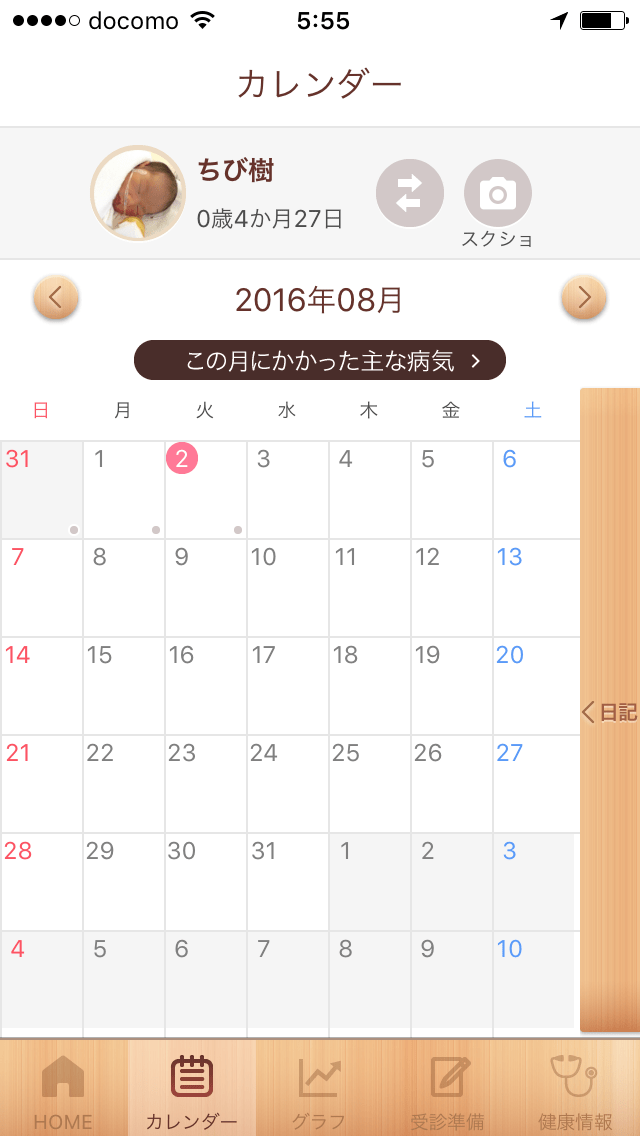 docomo 5:55
カレンダー
ちび樹
0歳4か月27日
スクショ
2016年08月
この月にかかった主な病気
日 月 火 水 木 金 土
31 1 2 3 4 5 6
7 8 9 10 11 12 13
14 15 16 17 18 19 20
日記
21 22 23 24 25 26 27
28 29 30 31 1 2 3
4 5 6 7 8 9 10
HOME カレンダー グラフ 受診準備 健康情報